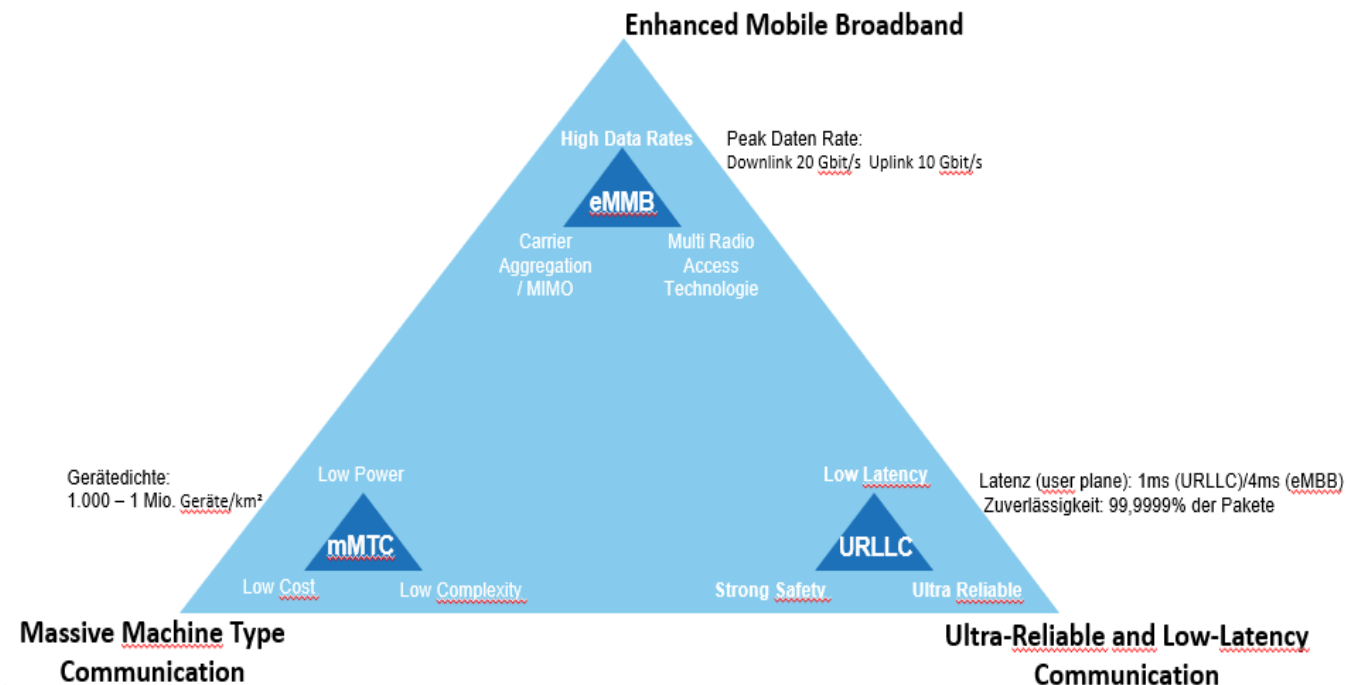 Enhanced Mobile Broadband
High Data Rates
Peak Daten Rate:
Downlink 20 Gbit/s Uplink 10 Gbit/s
eMMB
Carrier
Aggregation
/ MIMO
Multi Radio
Access
Technologie
Gerätedichte:
1.000 – 1 Mio. Geräte/km²
Low Power
mMTC
Low Cost
Low Complexity
Low Latency
URLLC
Strong Safety
Ultra Reliable
Latenz (user plane): 1ms (URLLC)/4ms (eMBB)
Zuverlässigkeit: 99,9999% der Pakete
Massive Machine Type
Communication
Ultra-Reliable and Low-Latency
Communication